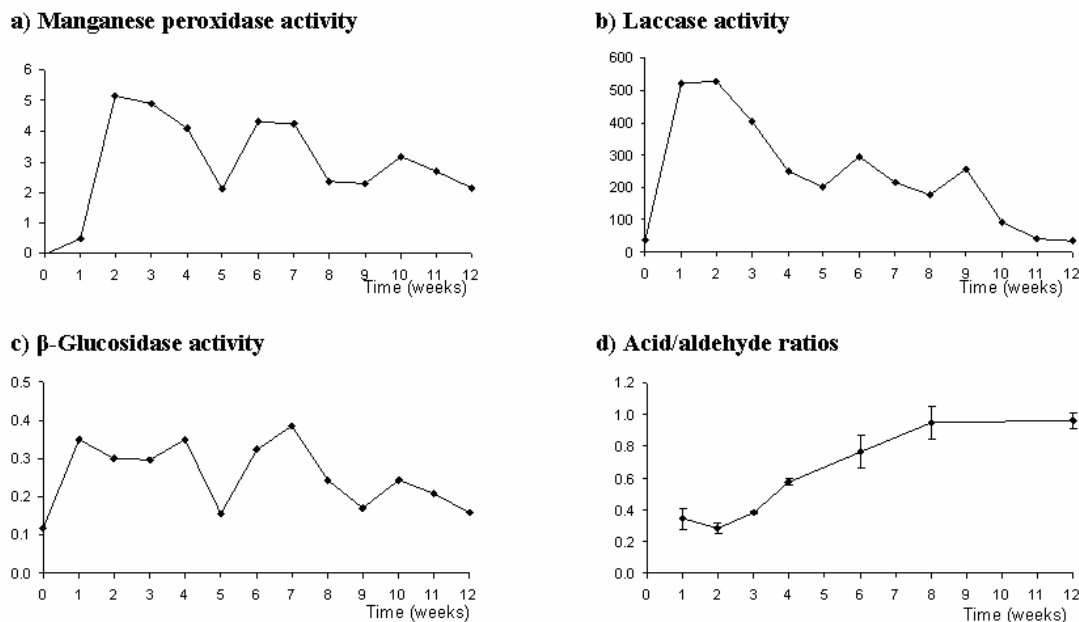 a) Manganese peroxidase activity
6
5
4
3
2
1
0
0 1 2 3 4 5 6 7 8 9 10 11 12
Time (weeks)
b) Laccase activity
600
500
400
300
200
100
0
0 1 2 3 4 5 6 7 8 9 10 11 12
Time (weeks)
c) β-Glucosidase activity
0.5
0.4
0.3
0.2
0.1
0.0
0 1 2 3 4 5 6 7 8 9 10 11 12
Time (weeks)
d) Acid/aldehyde ratios
1.2
1.0
0.8
0.6
0.4
0.2
0.0
0 1 2 3 4 5 6 7 8 9 10 11 12
Time (weeks)